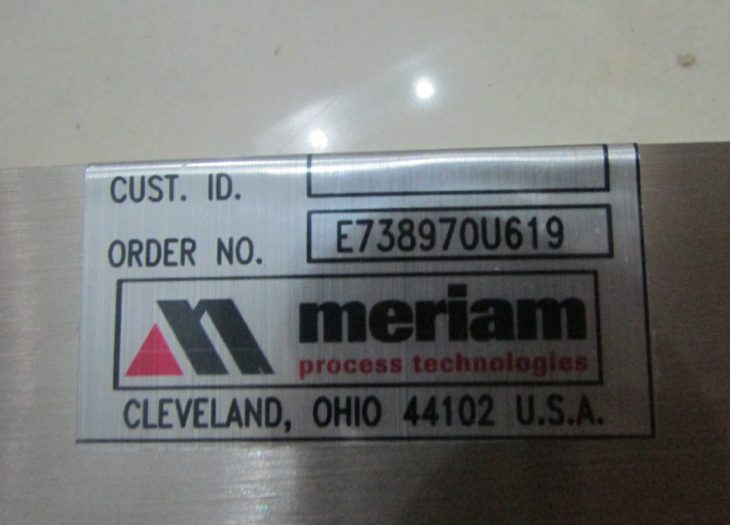 CUST. ID.
ORDER NO. E738970U619
meriam
process technologies
CLEVELAND, OHIO 44102 U.S.A.